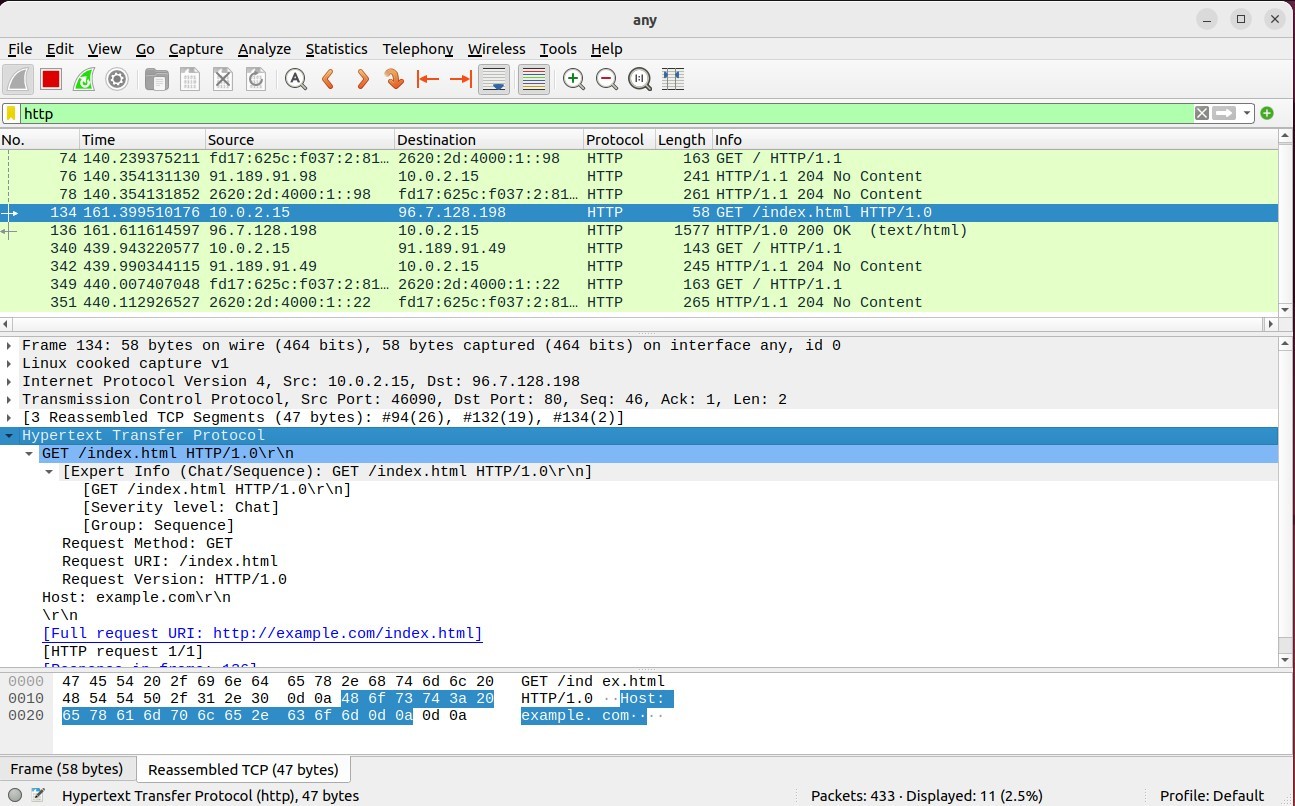 any
File Edit View Go Capture Analyze Statistics Telephony Wireless Tools Help
http
No. Time Source Destination Protocol Length Info
74 140.239375211 fd17:625c:f037:2:81… 2620:2d:4000:1::98 HTTP 163 GET / HTTP/1.1
76 140.354131130 91.189.91.98 10.0.2.15 HTTP 241 HTTP/1.1 204 No Content
78 140.354131852 2620:2d:4000:1::98 fd17:625c:f037:2:81… HTTP 261 HTTP/1.1 204 No Content
134 161.399510176 10.0.2.15 96.7.128.198 HTTP 58 GET /index.html HTTP/1.0
136 161.611614597 96.7.128.198 10.0.2.15 HTTP 1577 HTTP/1.0 200 OK (text/html)
340 439.943220577 10.0.2.15 91.189.91.49 HTTP 143 GET / HTTP/1.1
342 439.990344115 91.189.91.49 10.0.2.15 HTTP 245 HTTP/1.1 204 No Content
349 440.007407048 fd17:625c:f037:2:81… 2620:2d:4000:1::22 HTTP 163 GET / HTTP/1.1
351 440.112926527 2620:2d:4000:1::22 fd17:625c:f037:2:81… HTTP 265 HTTP/1.1 204 No Content
Frame 134: 58 bytes on wire (464 bits), 58 bytes captured (464 bits) on interface any, id 0
Linux cooked capture v1
Internet Protocol Version 4, Src: 10.0.2.15, Dst: 96.7.128.198
Transmission Control Protocol, Src Port: 46090, Dst Port: 80, Seq: 46, Ack: 1, Len: 2
[3 Reassembled TCP Segments (47 bytes): #94(26), #132(19), #134(2)]
Hypertext Transfer Protocol
GET /index.html HTTP/1.0\r\n
[Expert Info (Chat/Sequence): GET /index.html HTTP/1.0\r\n]
[GET /index.html HTTP/1.0\r\n]
[Severity level: Chat]
[Group: Sequence]
Request Method: GET
Request URI: /index.html
Request Version: HTTP/1.0
Host: example.com\r\n
\r\n
[Full request URI: http://example.com/index.html]
[HTTP request 1/1]
[Response in frame: 136]
0000 47 45 54 20 2f 69 6e 64 65 78 2e 68 74 6d 6c 20 GET /ind ex.html
0010 48 54 54 50 2f 31 2e 30 0d 0a 48 6f 73 74 3a 20 HTTP/1.0 ··Host:
0020 65 78 61 6d 70 6c 65 2e 63 6f 6d 0d 0a 0d 0a example. com····
Frame (58 bytes) Reassembled TCP (47 bytes)
Hypertext Transfer Protocol (http), 47 bytes Packets: 433 · Displayed: 11 (2.5%) Profile: Default